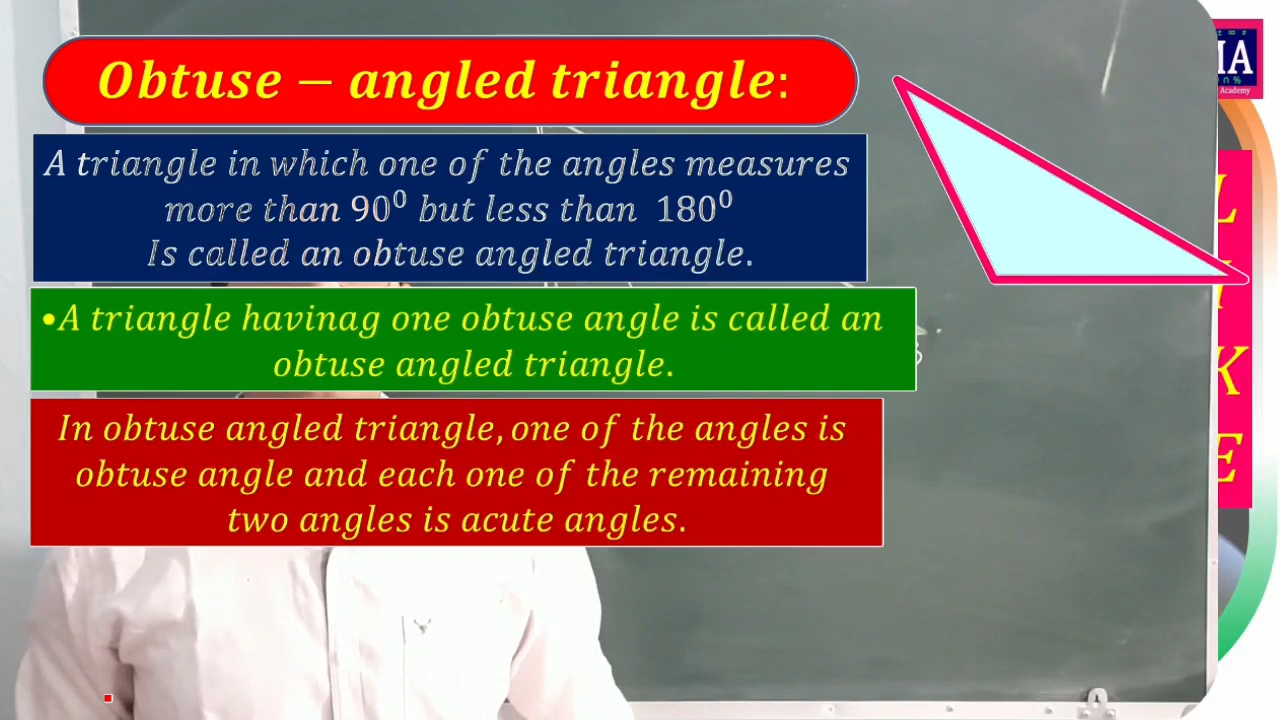 Obtuse − angled triangle:
A triangle in which one of the angles measures
more than 90⁰ but less than 180⁰
Is called an obtuse angled triangle.
•A triangle havinag one obtuse angle is called an
obtuse angled triangle.
In obtuse angled triangle, one of the angles is
obtuse angle and each one of the remaining
two angles is acute angles.
IA
Academy
L
I
K
E